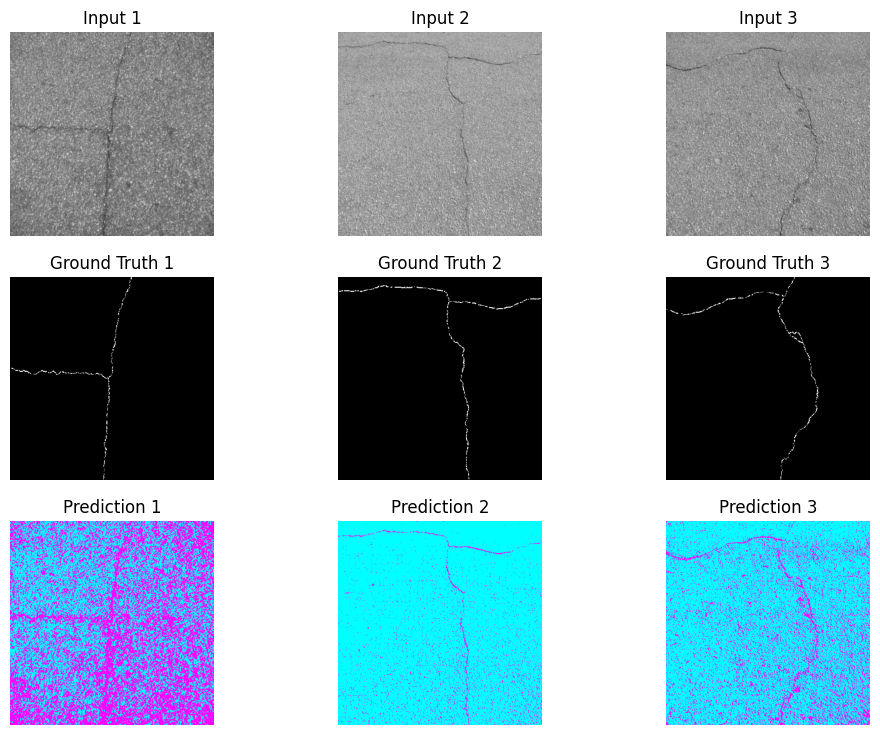 Input 1
Input 2
Input 3
Ground Truth 1
Ground Truth 2
Ground Truth 3
Prediction 1
Prediction 2
Prediction 3